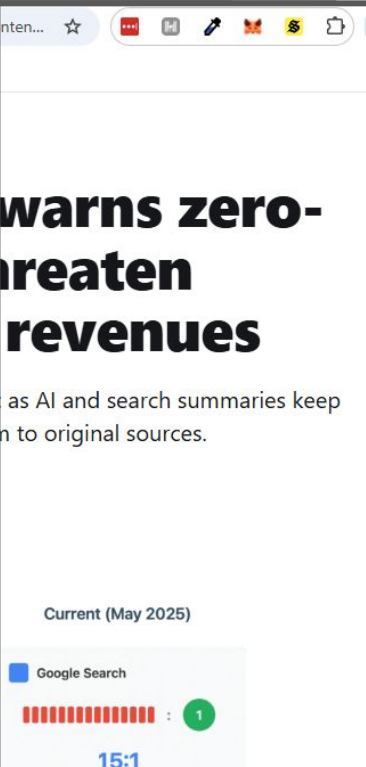 nten...
warns zero-
hreaten
revenues
as AI and search summaries keep
m to original sources.
Current (May 2025)
Google Search
: 1
15:1